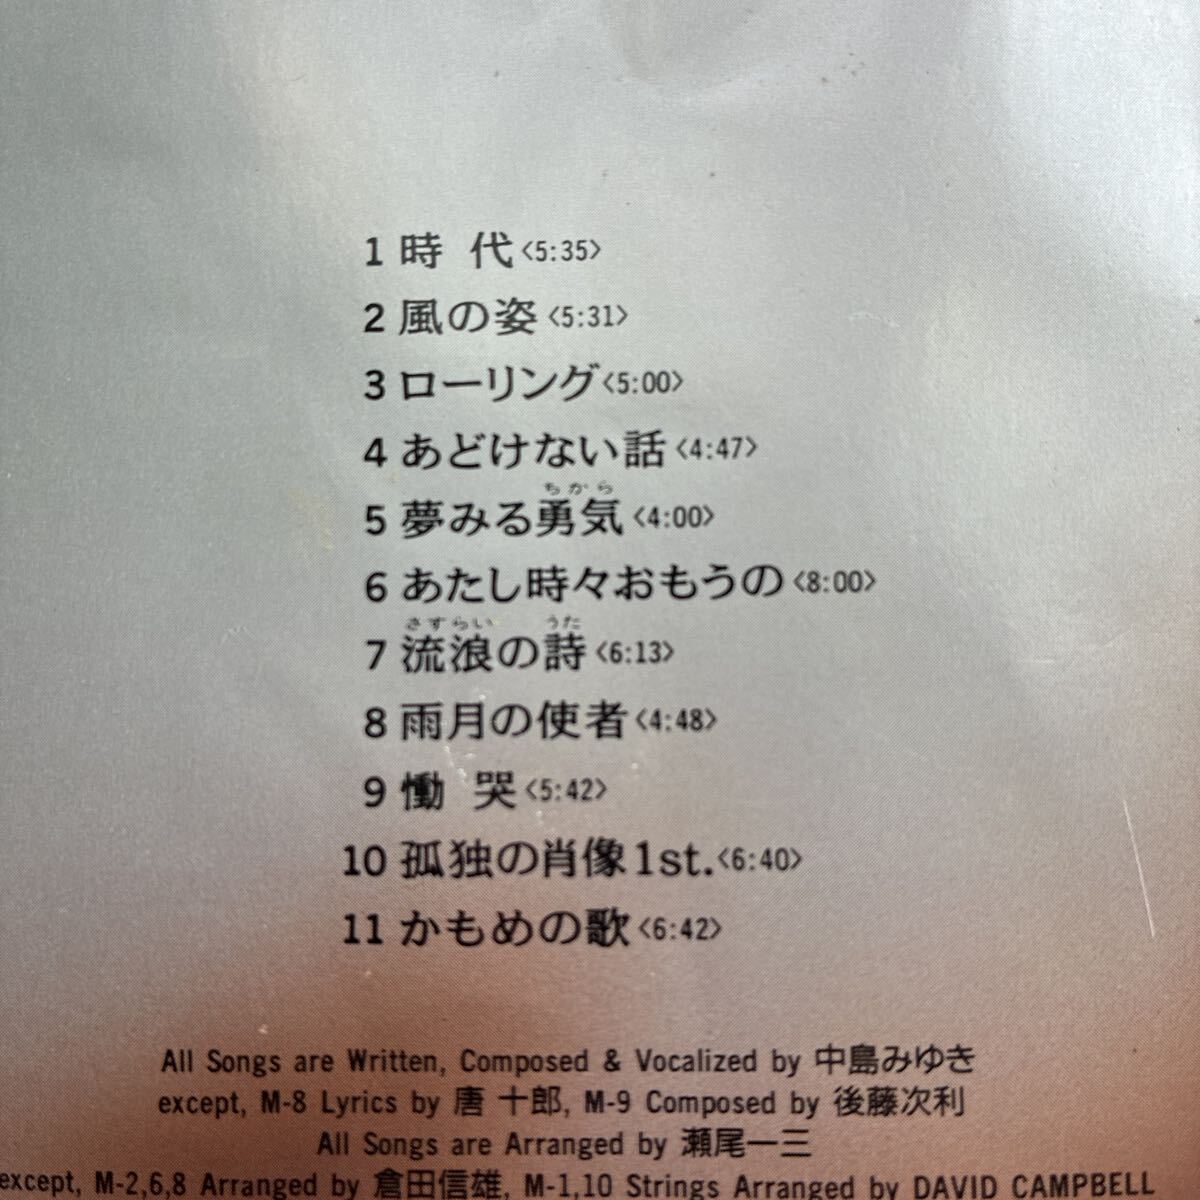 1 時 代〈5:35〉
2 風の姿〈5:31〉
3 ローリング〈5:00〉
4 あどけない話〈4:47〉
ちから
5 夢みる勇気〈4:00〉
6 あたし時々おもうの〈8:00〉
さすらい うた
7 流浪の詩〈6:13〉
8 雨月の使者〈4:48〉
9 慟 哭〈5:42〉
10 孤独の肖像1st.〈6:40〉
11 かもめの歌〈6:42〉
All Songs are Written, Composed & Vocalized by 中島みゆき
except, M-8 Lyrics by 唐 十郎, M-9 Composed by 後藤次利
All Songs are Arranged by 瀬尾一三
except, M-2,6,8 Arranged by 倉田信雄, M-1,10 Strings Arranged by DAVID CAMPBELL